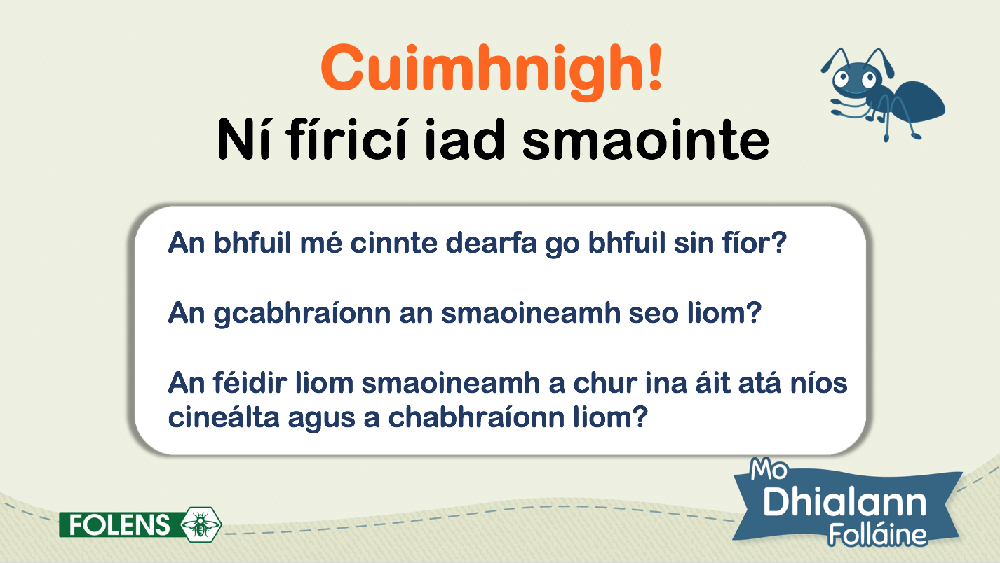 Cuimhnigh!
Ní fíricí iad smaointe
An bhfuil mé cinnte dearfa go bhfuil sin fíor?
An gcabhraíonn an smaoineamh seo liom?
An féidir liom smaoineamh a chur ina áit atá níos
cineálta agus a chabhraíonn liom?
FOLENS
Mo
Dhialann
Folláine